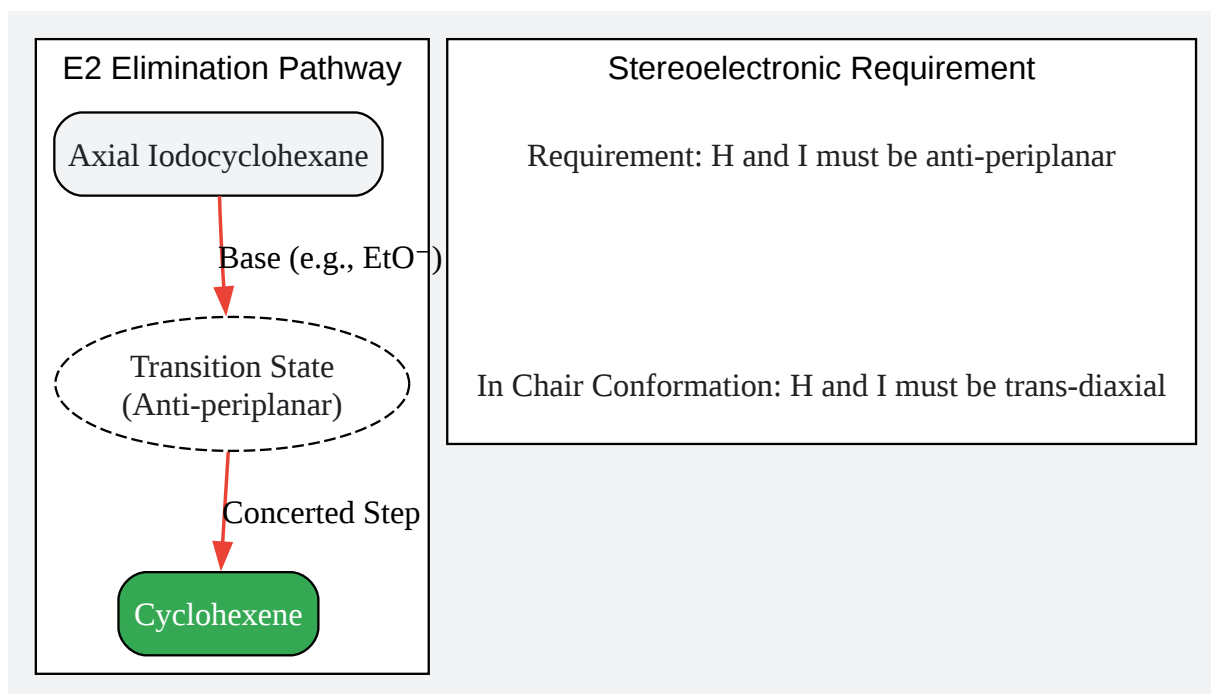 E2 Elimination Pathway
Axial Iodocyclohexane
Base (e.g., EtO⁻)
Transition State
(Anti-periplanar)
Concerted Step
Cyclohexene
Stereoelectronic Requirement
Requirement: H and I must be anti-periplanar
In Chair Conformation: H and I must be trans-diaxial